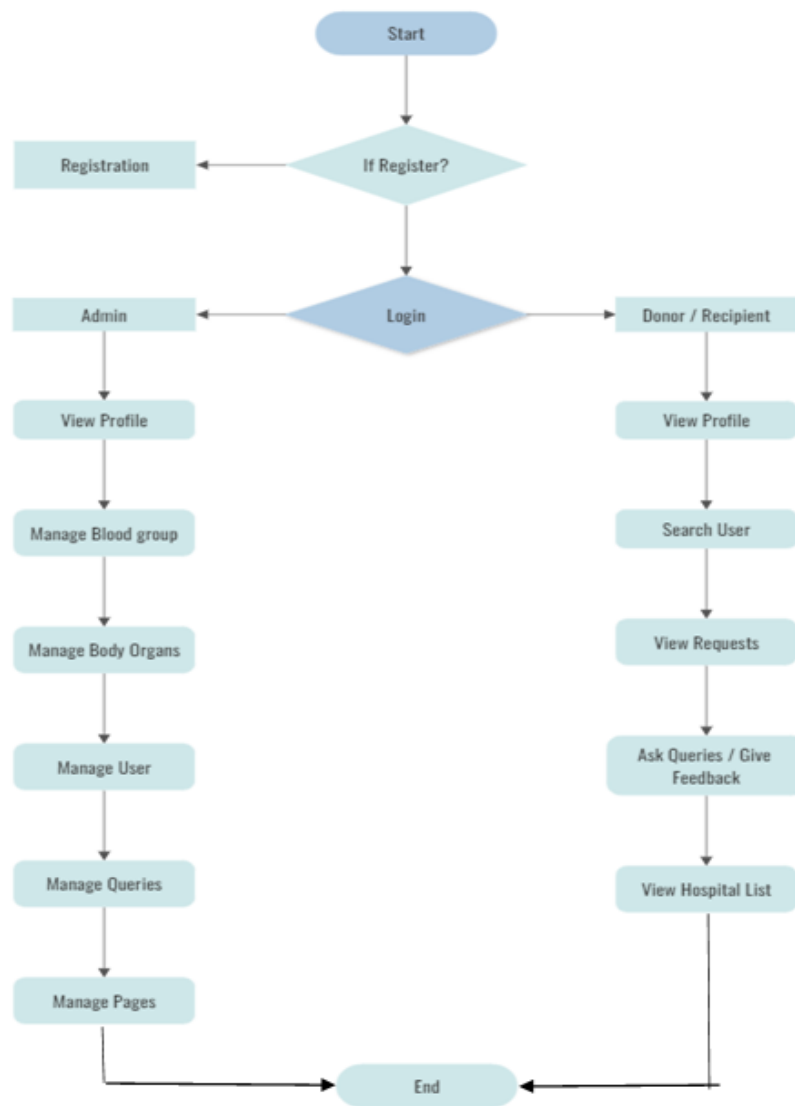 Start
If Register?
Registration
Login
Admin
Donor / Recipient
View Profile
View Profile
Manage Blood group
Search User
Manage Body Organs
View Requests
Manage User
Ask Queries / Give
Feedback
Manage Queries
View Hospital List
Manage Pages
End